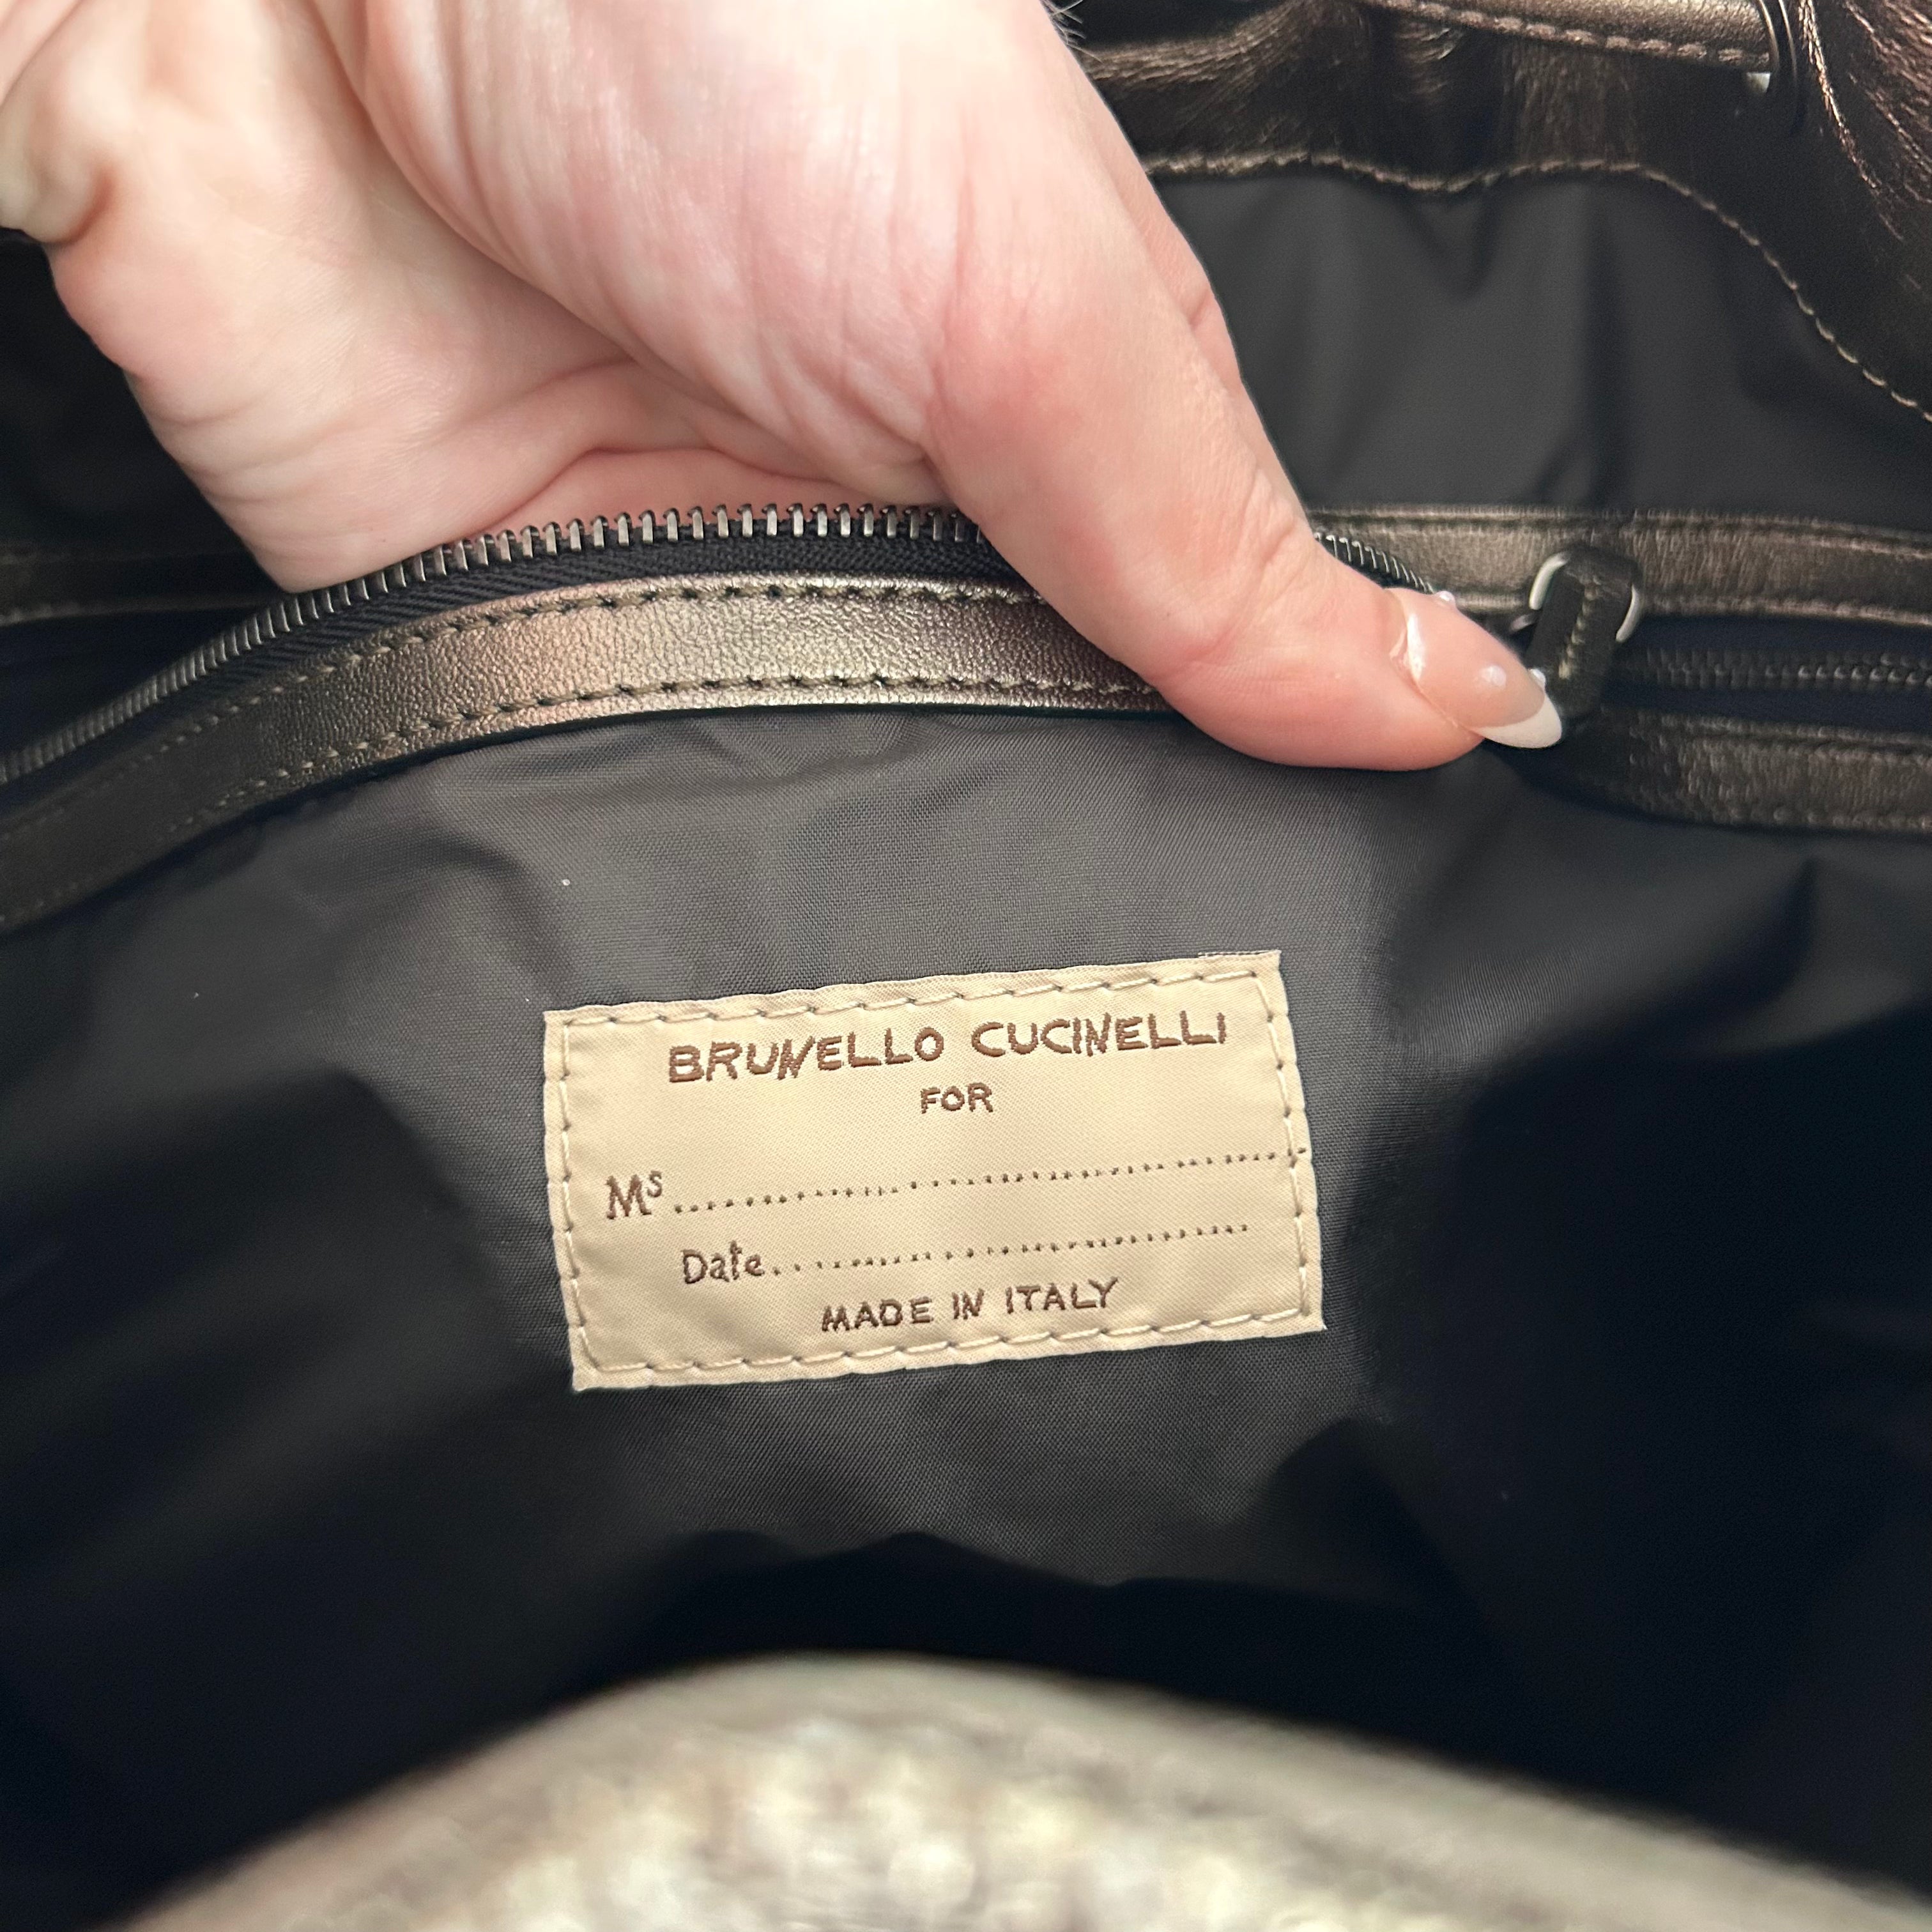 BRUNELLO CUCINELLI
FOR
Ms..............................
Date..............................
MADE IN ITALY